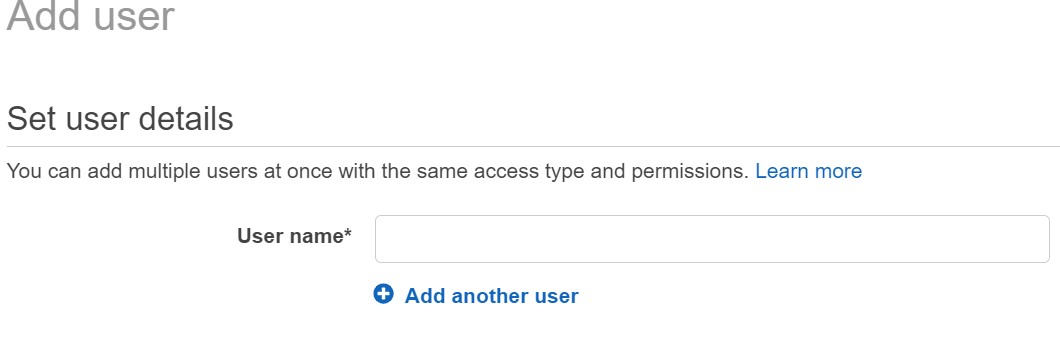 Add user
Set user details
You can add multiple users at once with the same access type and permissions. Learn more
User name*
Add another user